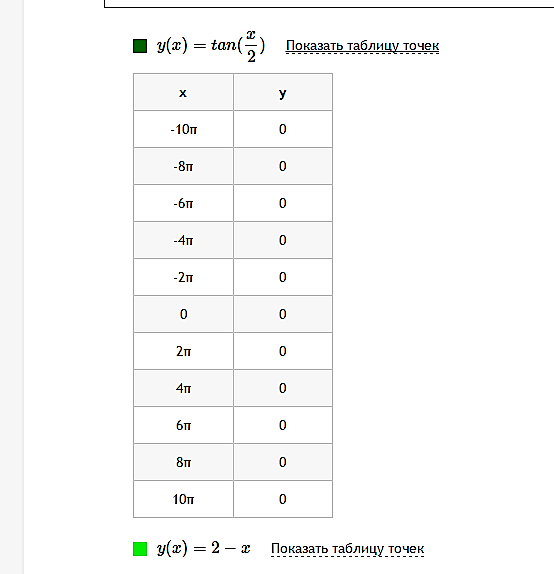 y(x) = tan(x/2) Показать таблицу точек
x y
-10π 0
-8π 0
-6π 0
-4π 0
-2π 0
0 0
2π 0
4π 0
6π 0
8π 0
10π 0
y(x) = 2 − x Показать таблицу точек